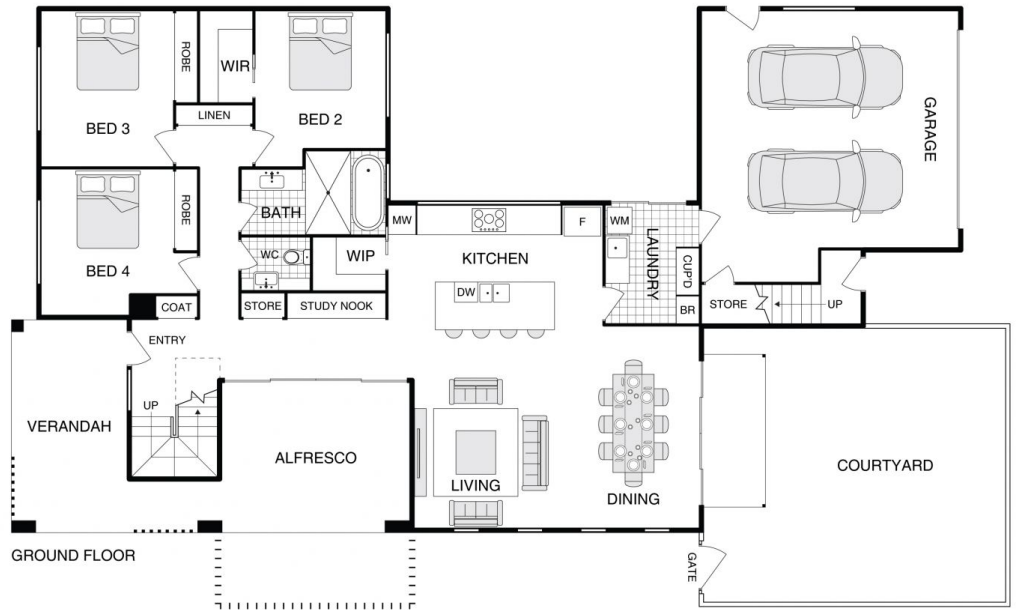 ROBE
WIR
GARAGE
LINEN
BED 3
BED 2
ROBE
BATH
MW
F
WM
LAUNDRY
WC
WIP
KITCHEN
CUP'D
BED 4
DW
COAT
STORE
STUDY NOOK
BR
STORE
UP
ENTRY
UP
VERANDAH
ALFRESCO
LIVING
DINING
COURTYARD
GROUND FLOOR
GATE